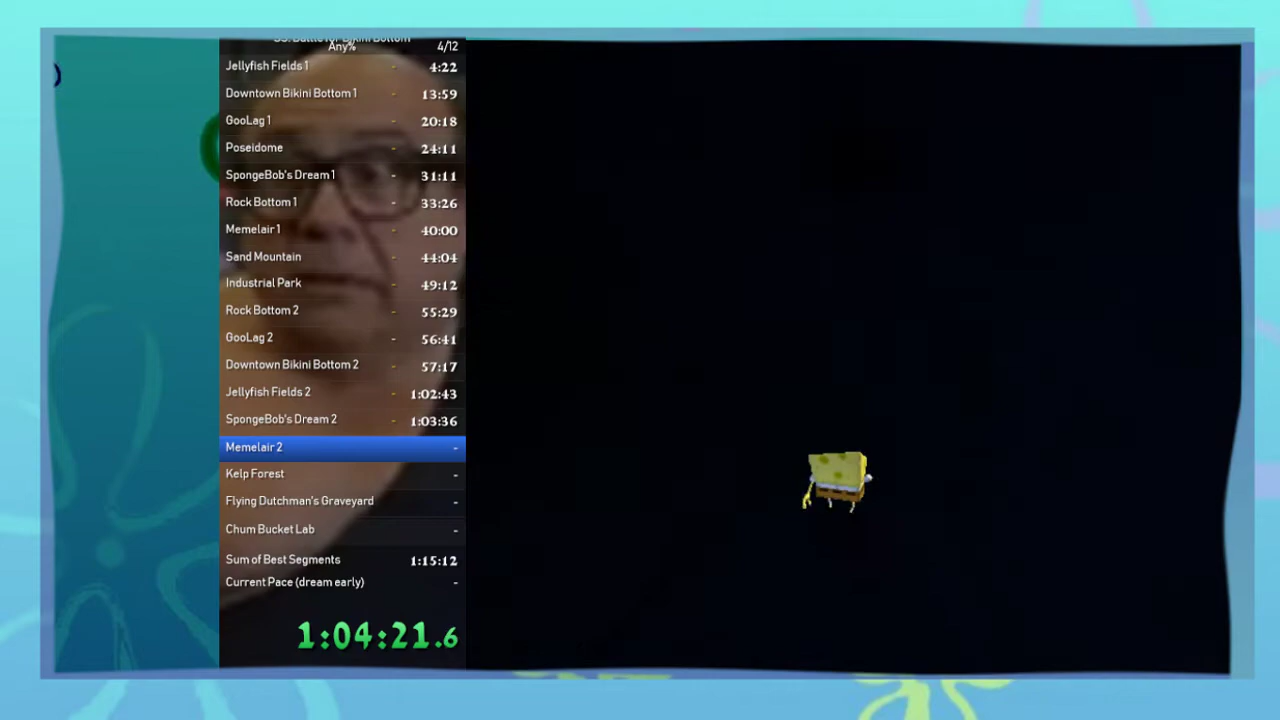 Any% 4/12
Jellyfish Fields 1 - 4:22
Downtown Bikini Bottom 1 - 13:59
GooLag 1 - 20:18
Poseidome - 24:11
SpongeBob's Dream 1 - 31:11
Rock Bottom 1 - 33:26
Memelair 1 - 40:00
Sand Mountain - 44:04
Industrial Park - 49:12
Rock Bottom 2 - 55:29
GooLag 2 - 56:41
Downtown Bikini Bottom 2 - 57:17
Jellyfish Fields 2 - 1:02:43
SpongeBob's Dream 2 - 1:03:36
Memelair 2 -
Kelp Forest -
Flying Dutchman's Graveyard -
Chum Bucket Lab -
Sum of Best Segments 1:15:12
Current Pace (dream early) -
1:04:21.6